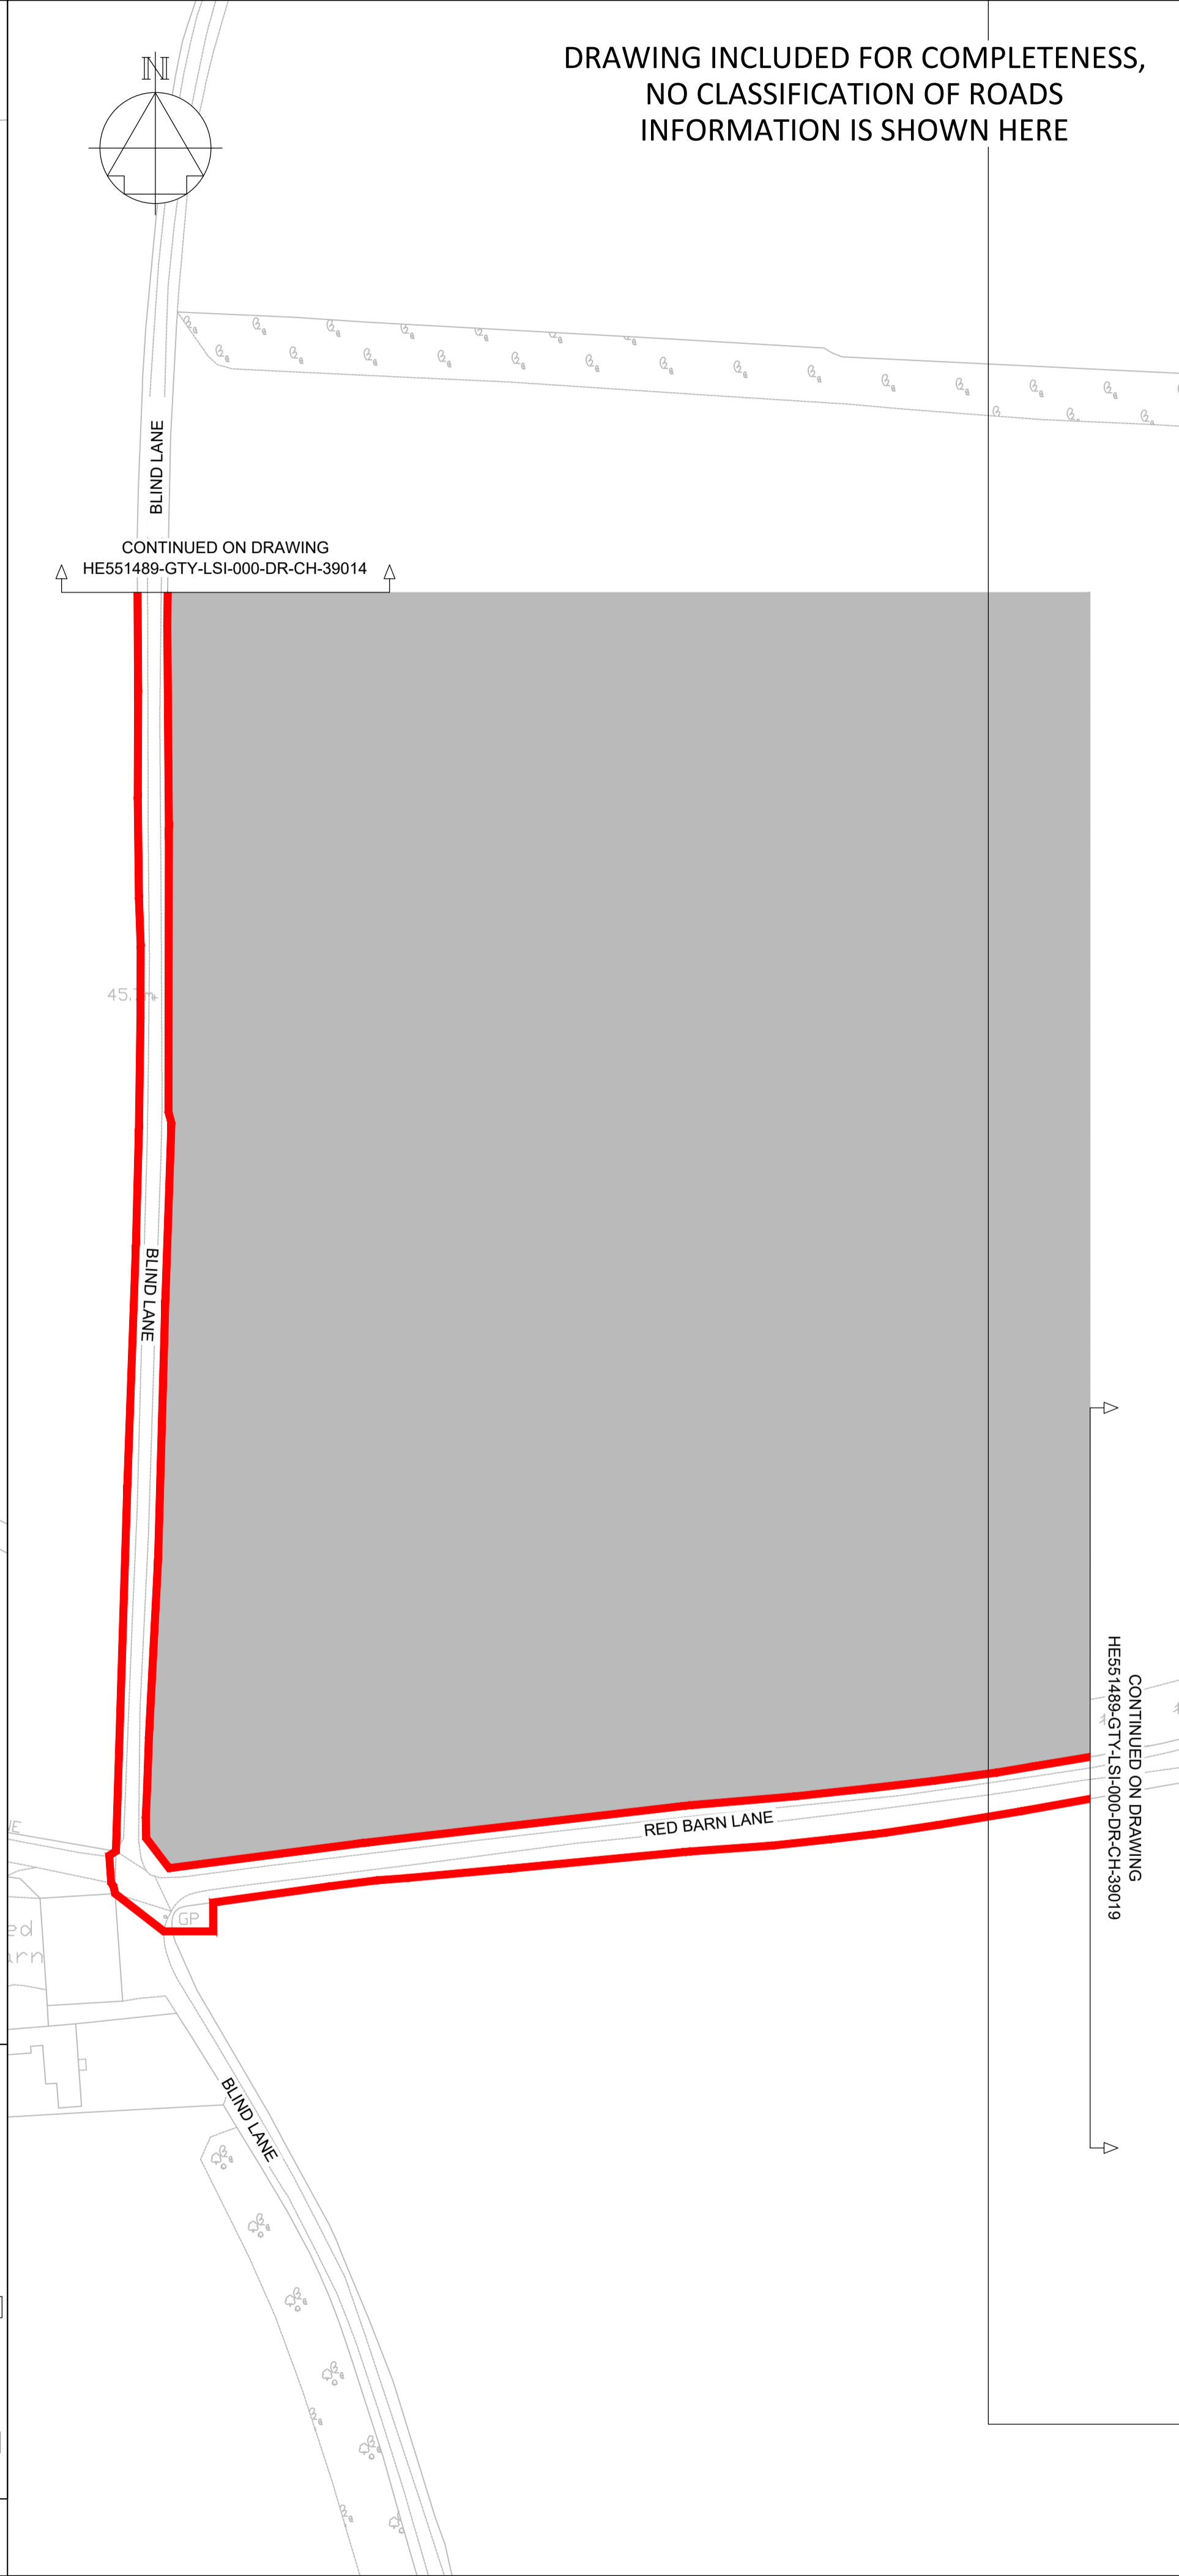 N
DRAWING INCLUDED FOR COMPLETENESS,
NO CLASSIFICATION OF ROADS
INFORMATION IS SHOWN HERE
BLIND LANE
CONTINUED ON DRAWING
HE551489-GTY-LSI-000-DR-CH-39014
BLIND LANE
CONTINUED ON DRAWING
HE551489-GTY-LSI-000-DR-CH-39019
RED BARN LANE
GP
ed
arn
BLIND LANE